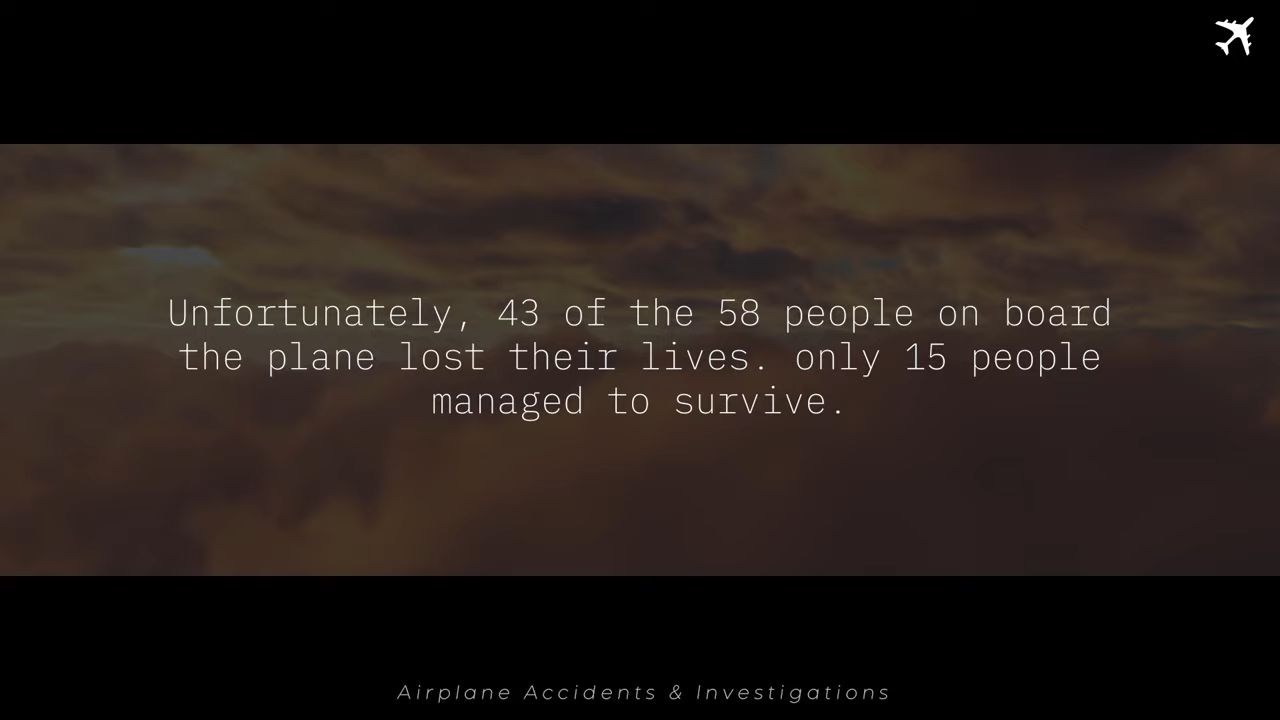 Unfortunately, 43 of the 58 people on board
the plane lost their lives. only 15 people
managed to survive.
Airplane Accidents & Investigations